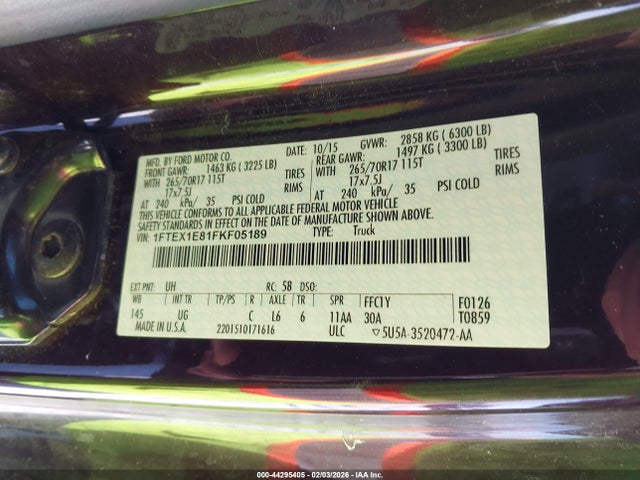 MFD. BY FORD MOTOR CO.
DATE: 10/15 GVWR: 2858 KG ( 6300 LB)
FRONT GAWR: 1463 KG ( 3225 LB) REAR GAWR: 1497 KG ( 3300 LB)
WITH 265/70R17 115T TIRES WITH 265/70R17 115T TIRES
17x7.5J RIMS 17x7.5J RIMS
AT 240 kPa/ 35 PSI COLD AT 240 kPa/ 35 PSI COLD
THIS VEHICLE CONFORMS TO ALL APPLICABLE FEDERAL MOTOR VEHICLE
SAFETY STANDARDS IN EFFECT ON THE DATE OF MANUFACTURE SHOWN ABOVE.
VIN: 1FTEX1E81FKF05189 TYPE: Truck
EXT PNT: UH RC: 58 DSO:
WB INT TR TP/PS R AXLE TR SPR FFC1Y F0126
145 UG C L6 6 11AA 30A T0859
MADE IN U.S.A. 2201510171616 ULC ▽5U5A-3520472-AA
000-44295405 - 02/03/2026 - IAA Inc.